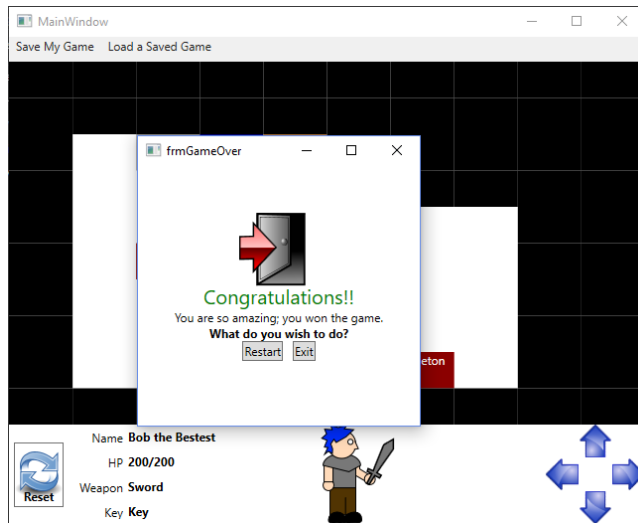 MainWindow
Save My Game Load a Saved Game
frmGameOver
Congratulations!!
You are so amazing; you won the game.
What do you wish to do?
Restart Exit
eton
Name Bob the Bestest
HP 200/200
Weapon Sword
Key Key
Reset